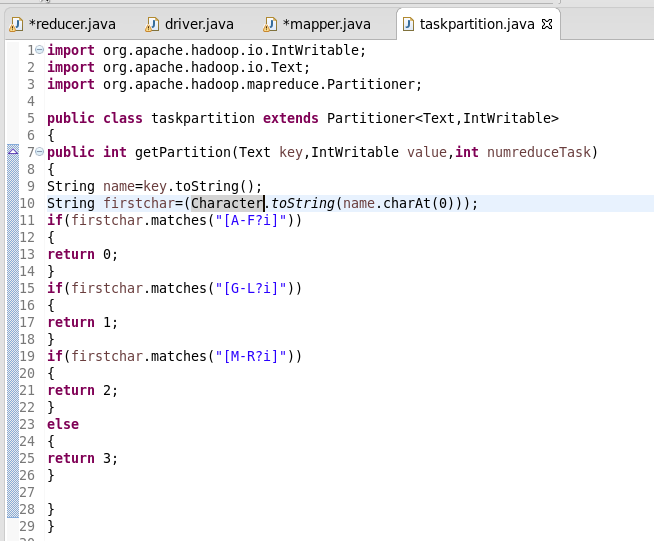 *reducer.java driver.java *mapper.java taskpartition.java
1 import org.apache.hadoop.io.IntWritable;
2 import org.apache.hadoop.io.Text;
3 import org.apache.hadoop.mapreduce.Partitioner;
4
5 public class taskpartition extends Partitioner<Text,IntWritable>
6 {
7 public int getPartition(Text key,IntWritable value,int numreduceTask)
8 {
9 String name=key.toString();
10 String firstchar=(Character.toString(name.charAt(0)));
11 if(firstchar.matches("[A-F?i]"))
12 {
13 return 0;
14 }
15 if(firstchar.matches("[G-L?i]"))
16 {
17 return 1;
18 }
19 if(firstchar.matches("[M-R?i]"))
20 {
21 return 2;
22 }
23 else
24 {
25 return 3;
26 }
27
28 }
29 }